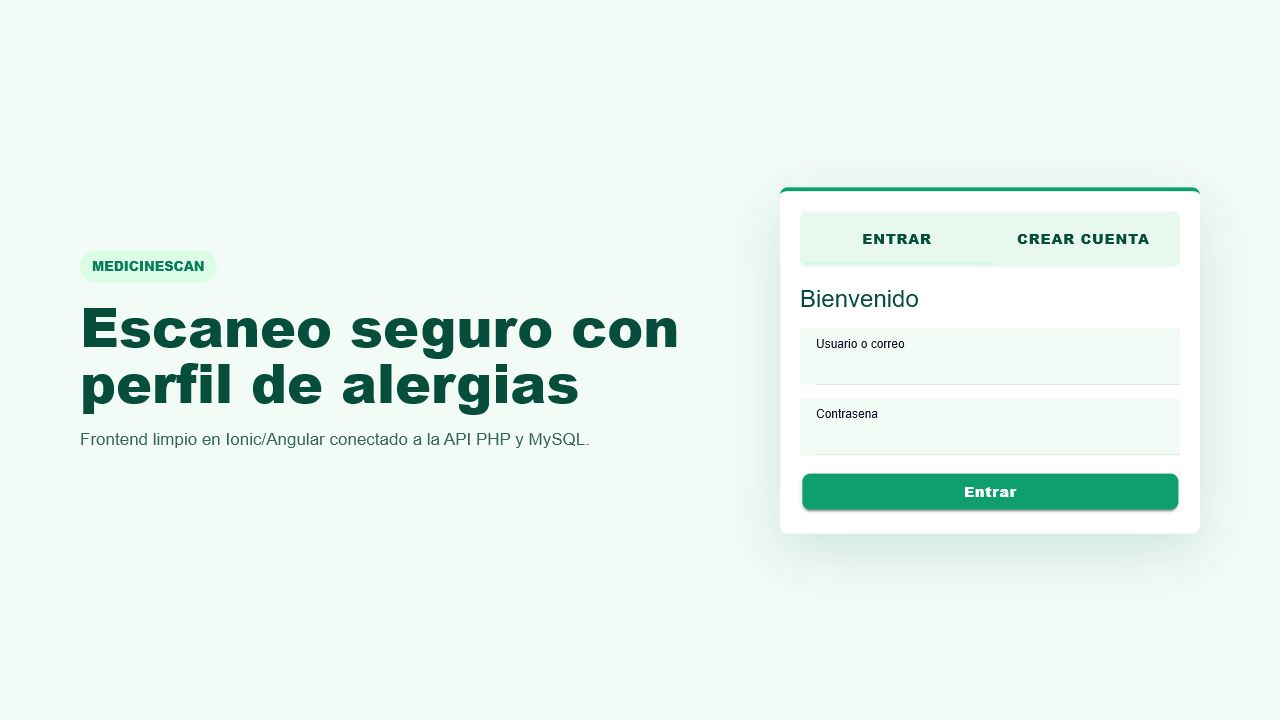 MEDICINESCAN
Escaneo seguro con
perfil de alergias
Frontend limpio en Ionic/Angular conectado a la API PHP y MySQL.
ENTRAR
CREAR CUENTA
Bienvenido
Usuario o correo
Contrasena
Entrar